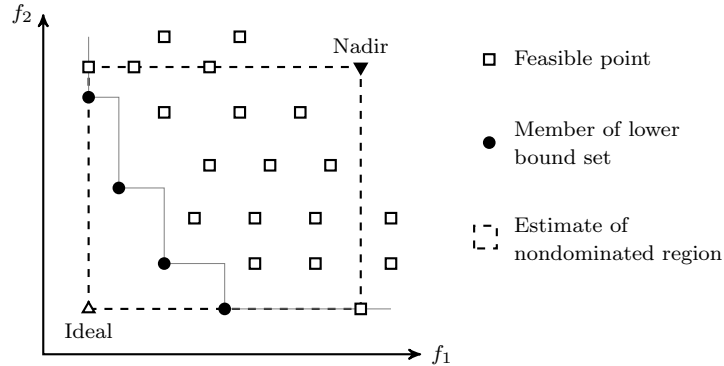 f₂
Nadir
Feasible point
Member of lower
bound set
Estimate of
nondominated region
Ideal
f₁